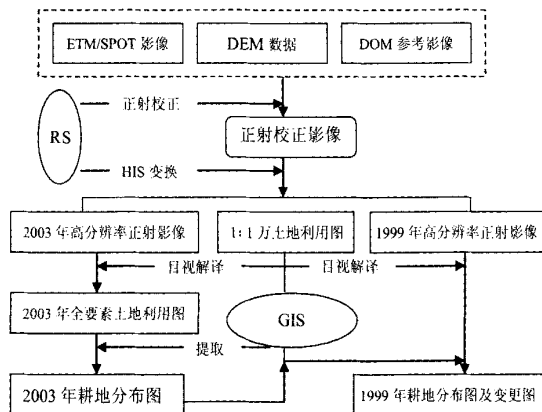 ETM/SPOT 影像
DEM 数据
DOM 参考影像
正射校正
RS
正射校正影像
HIS 变换
2003 年高分辨率正射影像
1：1 万土地利用图
1999 年高分辨率正射影像
目视解译
目视解译
2003 年全要素土地利用图
GIS
提取
2003 年耕地分布图
1999 年耕地分布图及变更图